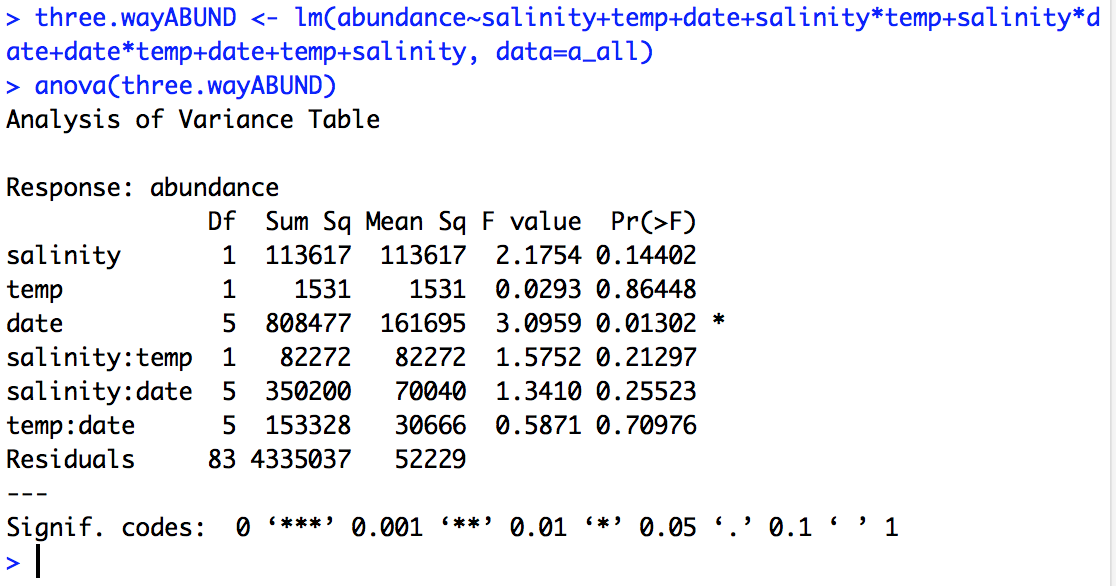 > three.wayABUND <- lm(abundance~salinity+temp+date+salinity*temp+salinity*d
ate+date*temp+date+temp+salinity, data=a_all)
> anova(three.wayABUND)
Analysis of Variance Table
Response: abundance
Df Sum Sq Mean Sq F value Pr(>F)
salinity 1 113617 113617 2.1754 0.14402
temp 1 1531 1531 0.0293 0.86448
date 5 808477 161695 3.0959 0.01302 *
salinity:temp 1 82272 82272 1.5752 0.21297
salinity:date 5 350200 70040 1.3410 0.25523
temp:date 5 153328 30666 0.5871 0.70976
Residuals 83 4335037 52229
---
Signif. codes: 0 ‘***’ 0.001 ‘**’ 0.01 ‘*’ 0.05 ‘.’ 0.1 ‘ ’ 1
>